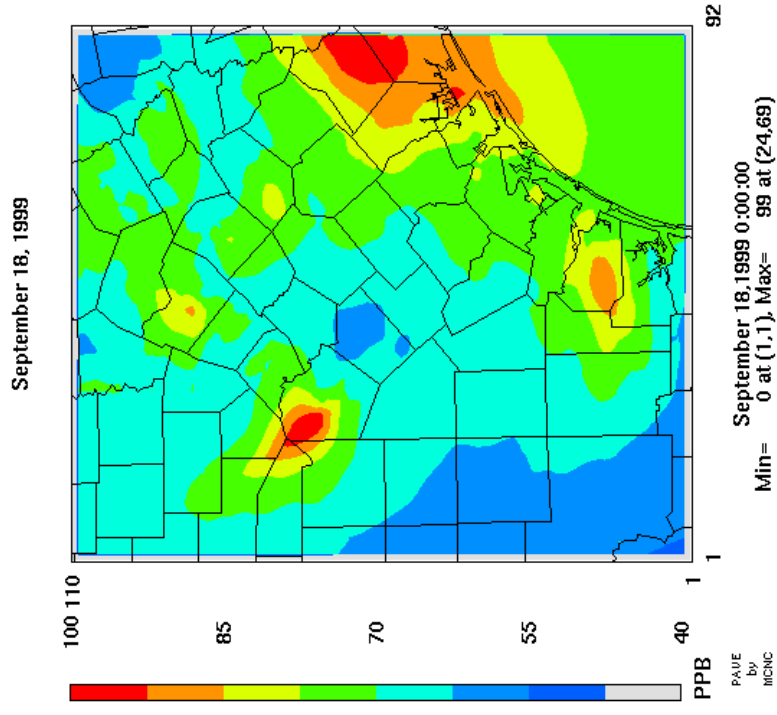 September 18, 1999
100 110
85
70
55
40
PPB
1
1
92
September 18,1999 0:00:00
Min= 0 at (1,1), Max= 99 at (24,69)
PAVE
by
MCNC